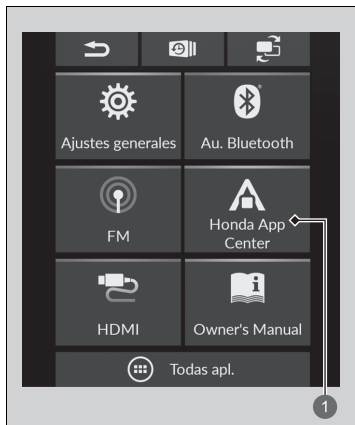 Ajustes generales
Au. Bluetooth
FM
Honda App
Center
HDMI
Owner's Manual
Todas apl.
1